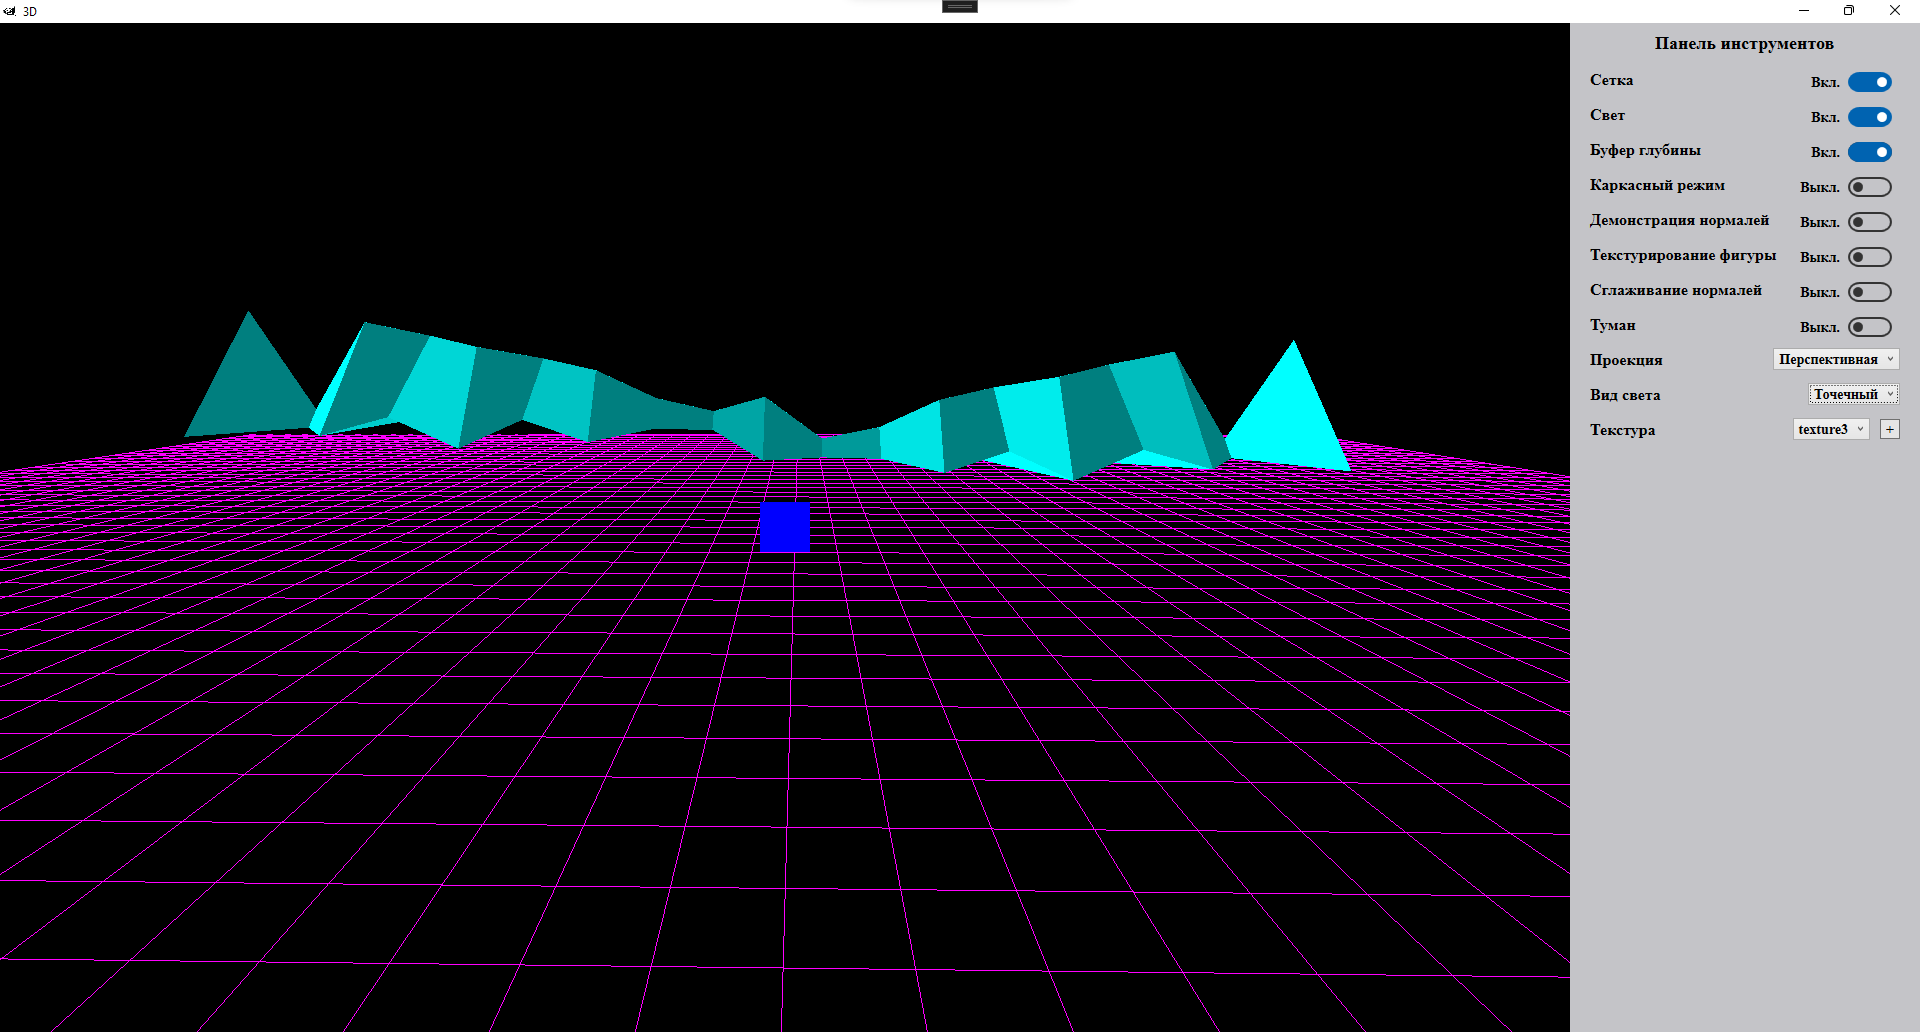 3D
Панель инструментов
Сетка Вкл.
Свет Вкл.
Буфер глубины Вкл.
Каркасный режим Выкл.
Демонстрация нормалей Выкл.
Текстурирование фигуры Выкл.
Сглаживание нормалей Выкл.
Туман Выкл.
Проекция Перспективная
Вид света Точечный
Текстура texture3 +